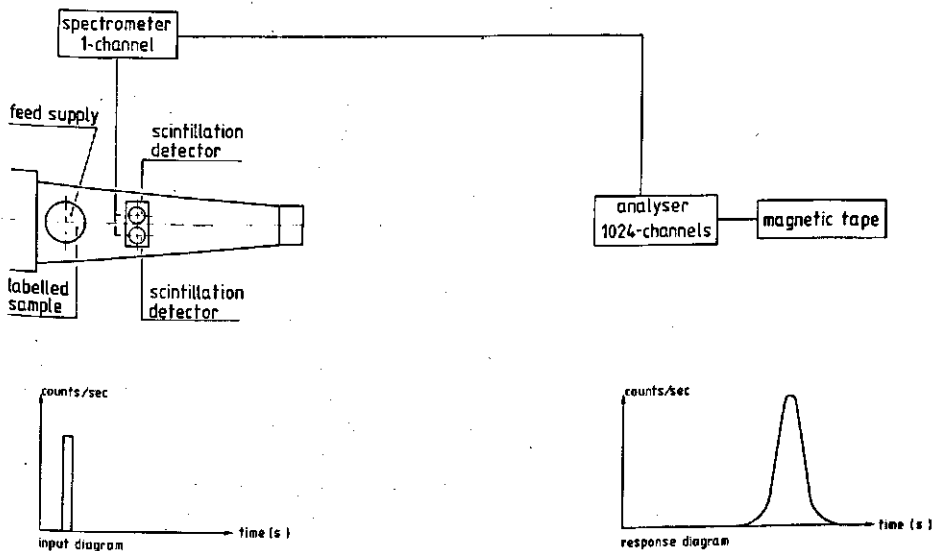 spectrometer
1-channel
feed supply
scintillation
detector
analyser
1024-channels
magnetic tape
labelled
sample
scintillation
detector
counts/sec
time(s)
input diagram
counts/sec
time(s)
response diagram